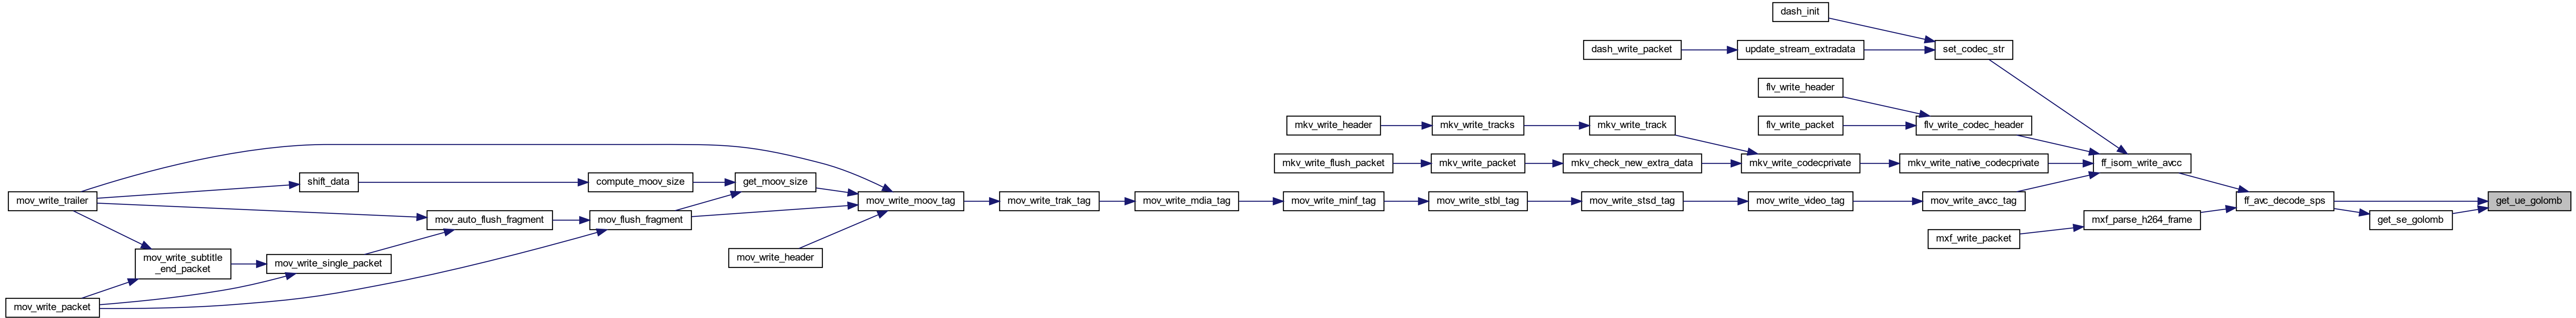 dash_init
dash_write_packet
update_stream_extradata
set_codec_str
flv_write_header
mkv_write_header
mkv_write_tracks
mkv_write_track
flv_write_packet
flv_write_codec_header
mkv_write_flush_packet
mkv_write_packet
mkv_check_new_extra_data
mkv_write_codecprivate
mkv_write_native_codecprivate
ff_isom_write_avcc
shift_data
compute_moov_size
get_moov_size
mov_write_trailer
mov_write_moov_tag
mov_write_trak_tag
mov_write_mdia_tag
mov_write_minf_tag
mov_write_stbl_tag
mov_write_stsd_tag
mov_write_video_tag
mov_write_avcc_tag
ff_avc_decode_sps
get_ue_golomb
mov_auto_flush_fragment
mov_flush_fragment
mxf_parse_h264_frame
get_se_golomb
mxf_write_packet
mov_write_subtitle
_end_packet
mov_write_single_packet
mov_write_header
mov_write_packet